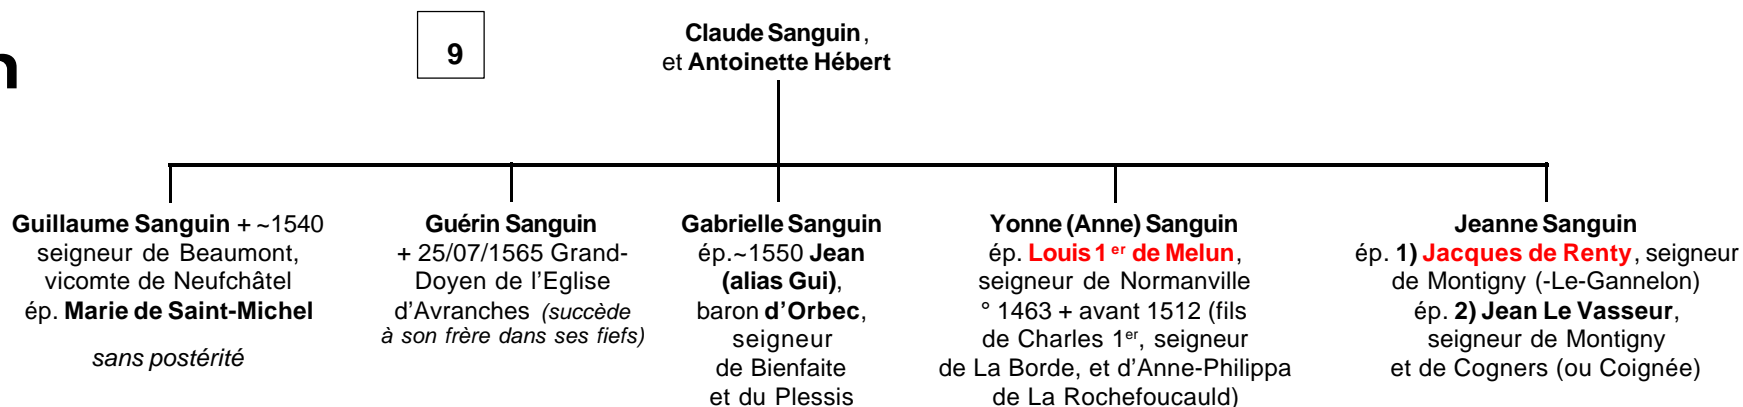 n
9
Claude Sanguin,
et Antoinette Hébert
Guillaume Sanguin + ~1540
seigneur de Beaumont,
vicomte de Neufchâtel
ép. Marie de Saint-Michel
sans postérité
Guérin Sanguin
+ 25/07/1565 Grand-
Doyen de l’Eglise
d’Avranches (succède
à son frère dans ses fiefs)
Gabrielle Sanguin
ép.~1550 Jean
(alias Gui),
baron d’Orbec,
seigneur
de Bienfaite
et du Plessis
Yonne (Anne) Sanguin
ép. Louis 1er de Melun,
seigneur de Normanville
° 1463 + avant 1512 (fils
de Charles 1er, seigneur
de La Borde, et d’Anne-Philippa
de La Rochefoucauld)
Jeanne Sanguin
ép. 1) Jacques de Renty, seigneur
de Montigny (-Le-Gannelon)
ép. 2) Jean Le Vasseur,
seigneur de Montigny
et de Cogners (ou Coignée)